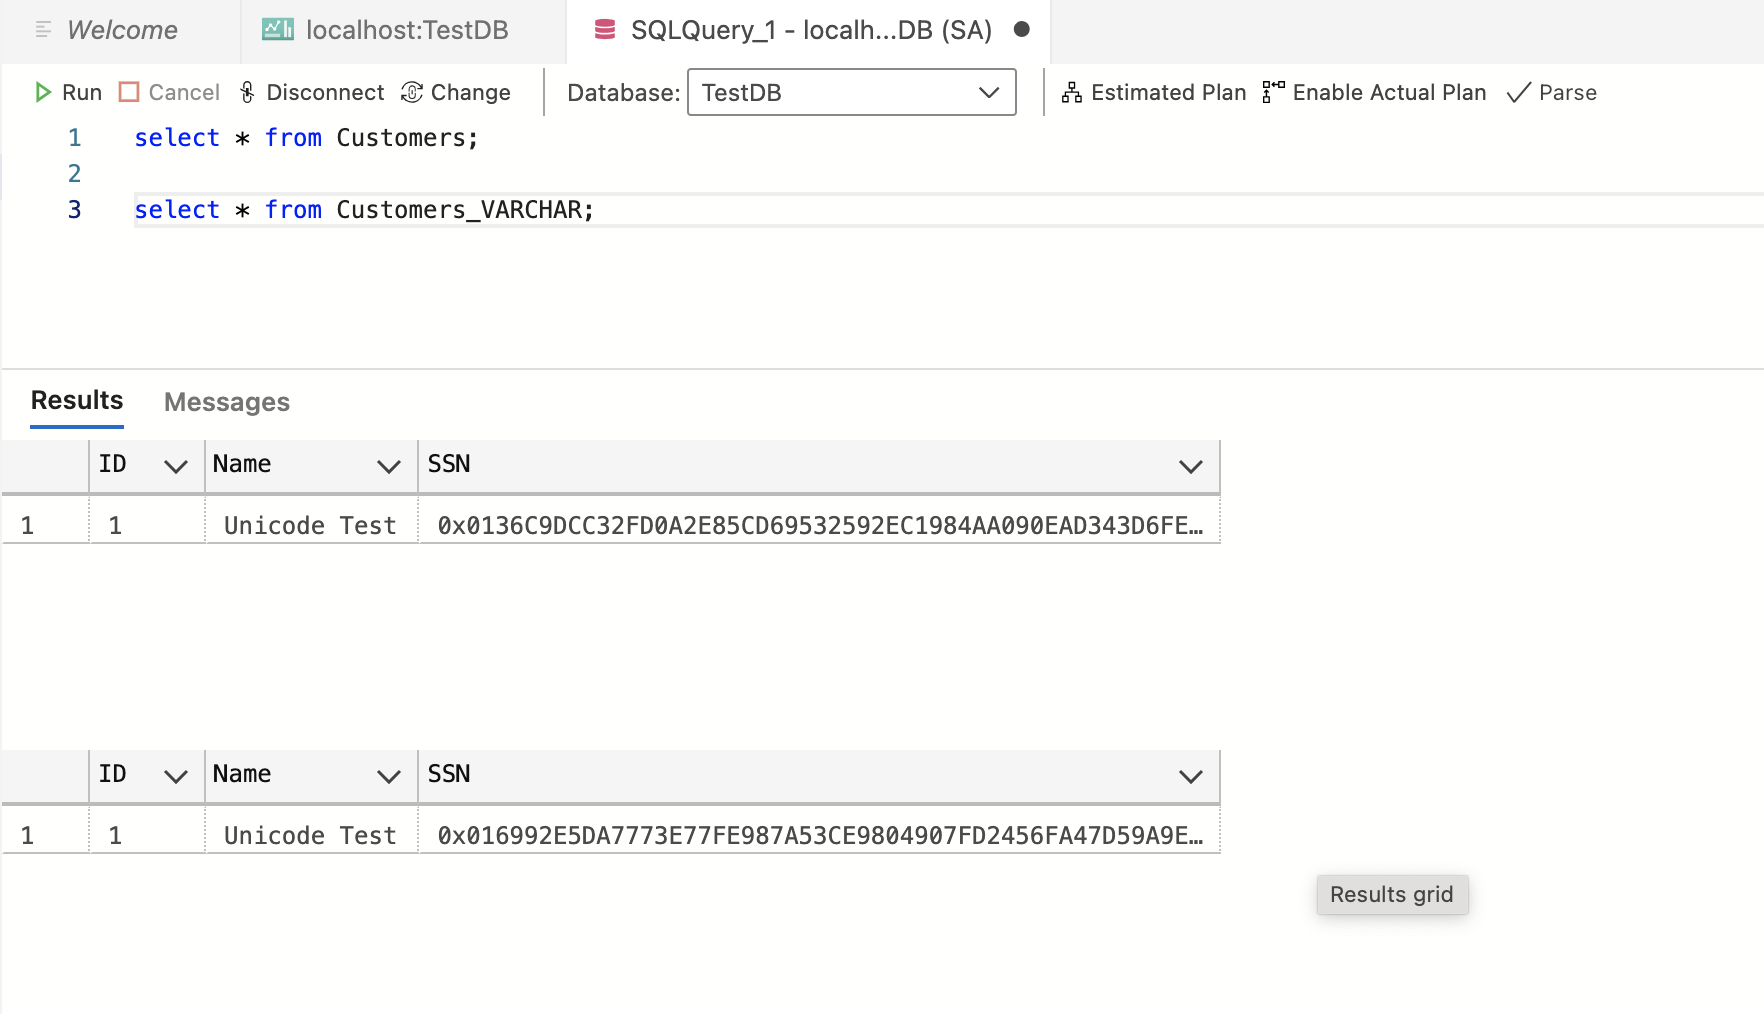 Welcome localhost:TestDB SQLQuery_1 - localh...DB (SA)
Run Cancel Disconnect Change Database: TestDB Estimated Plan Enable Actual Plan Parse
1 select * from Customers;
2
3 select * from Customers_VARCHAR;
Results Messages
ID Name SSN
1 1 Unicode Test 0x0136C9DCC32FD0A2E85CD69532592EC1984AA090EAD343D6FE…
ID Name SSN
1 1 Unicode Test 0x016992E5DA7773E77FE987A53CE9804907FD2456FA47D59A9E…
Results grid